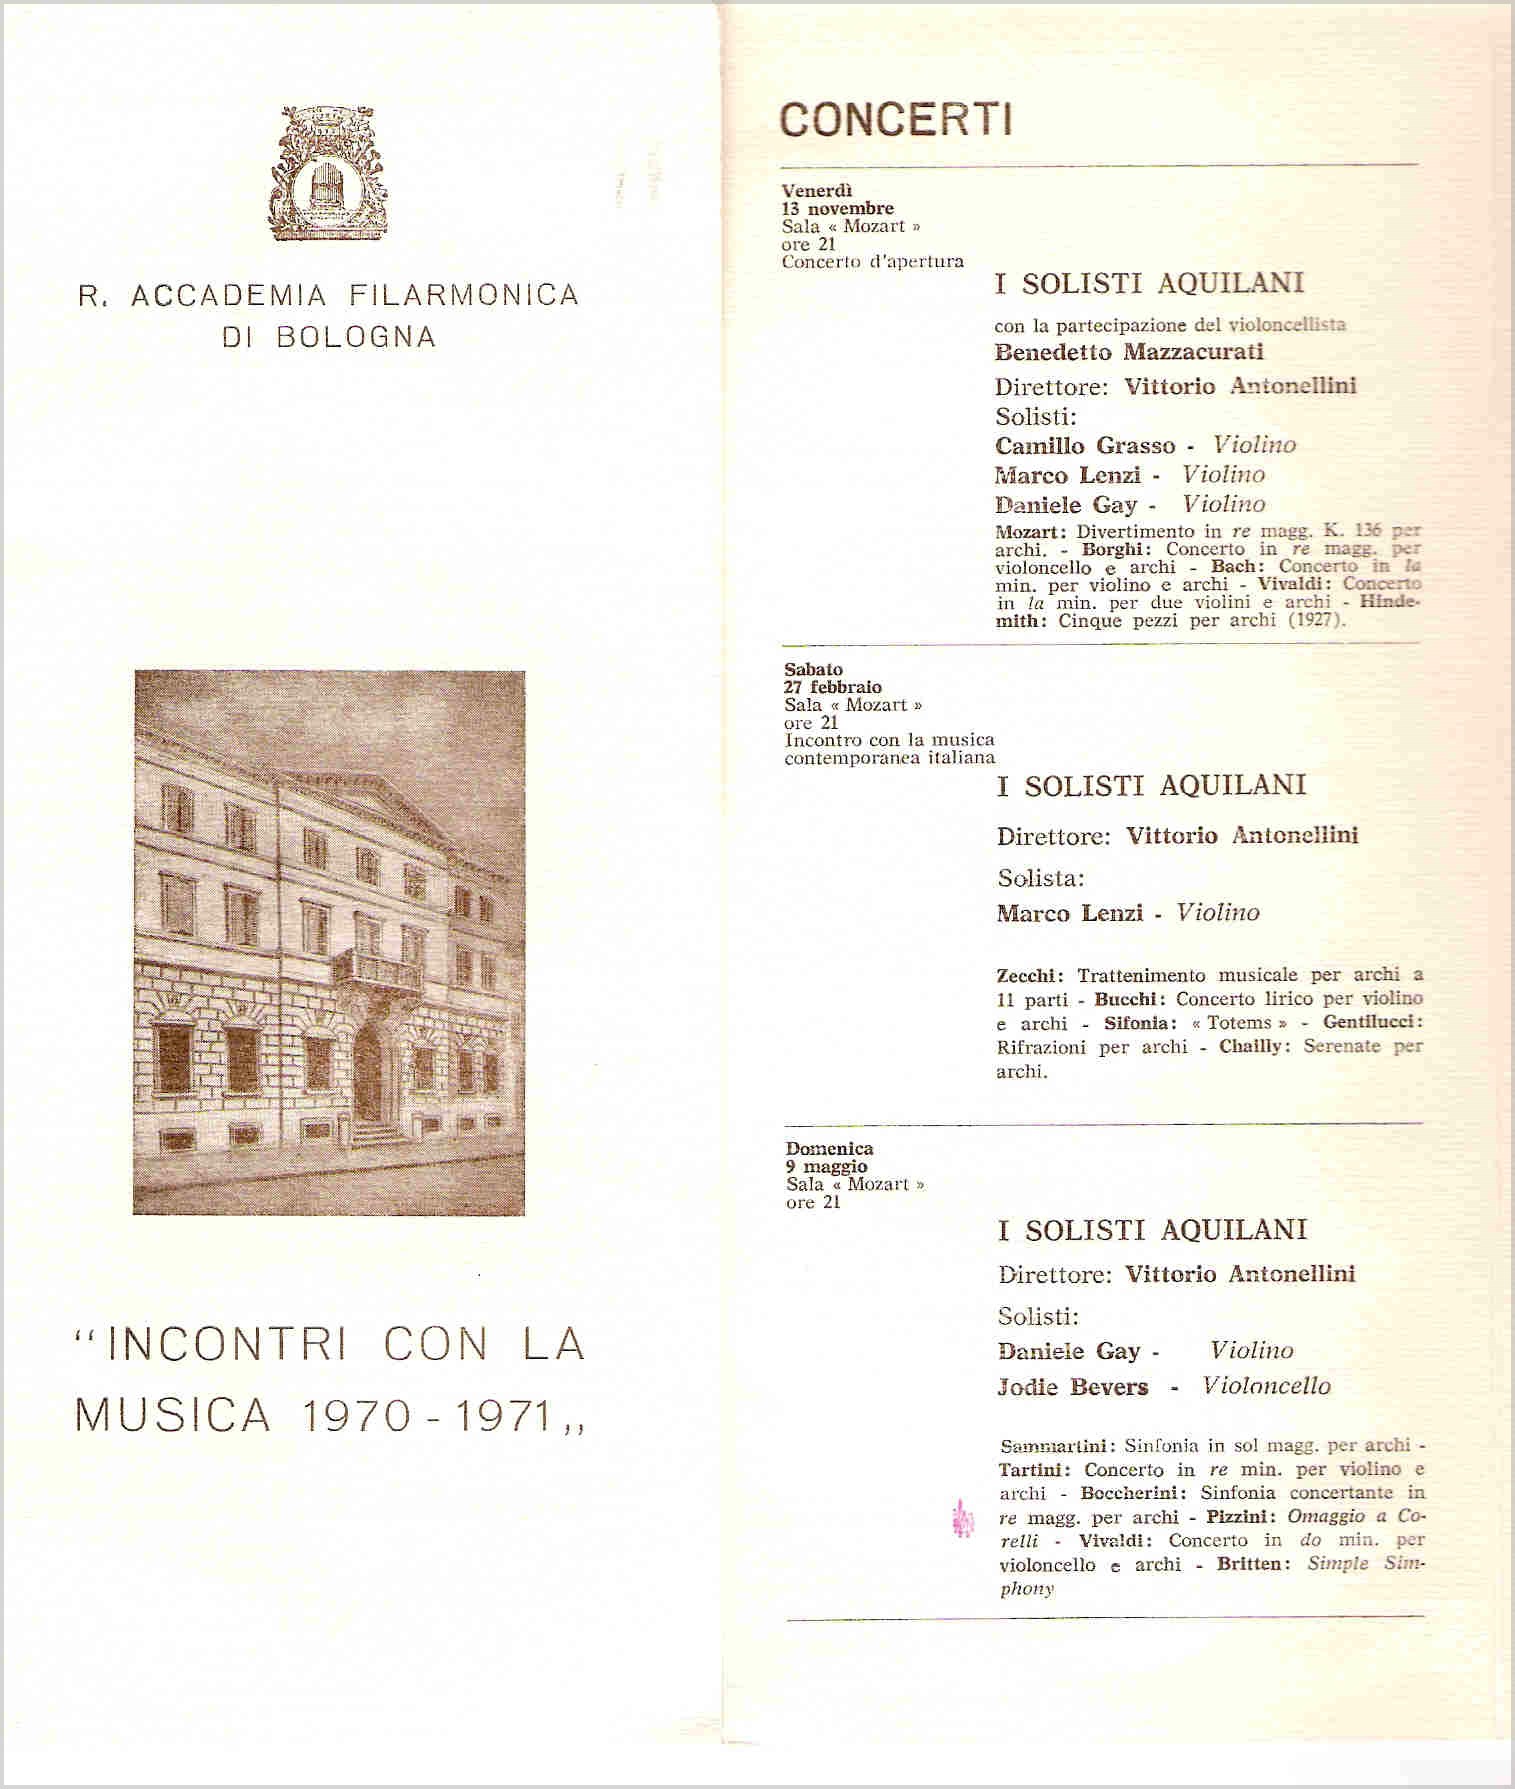 R. ACCADEMIA FILARMONICA
DI BOLOGNA
“INCONTRI CON LA
MUSICA 1970 - 1971„
CONCERTI
Venerdì
13 novembre
Sala « Mozart »
ore 21
Concerto d'apertura
I SOLISTI AQUILANI
con la partecipazione del violoncellista
Benedetto Mazzacurati
Direttore: Vittorio Antonellini
Solisti:
Camillo Grasso - Violino
Marco Lenzi - Violino
Daniele Gay - Violino
Mozart: Divertimento in re magg. K. 136 per
archi. - Borghi: Concerto in re magg. per
violoncello e archi - Bach: Concerto in la
min. per violino e archi - Vivaldi: Concerto
in la min. per due violini e archi - Hinde-
mith: Cinque pezzi per archi (1927).
Sabato
27 febbraio
Sala « Mozart »
ore 21
Incontro con la musica
contemporanea italiana
I SOLISTI AQUILANI
Direttore: Vittorio Antonellini
Solista:
Marco Lenzi - Violino
Zecchi: Trattenimento musicale per archi a
11 parti - Bucchi: Concerto lirico per violino
e archi - Sifonia: « Totems » - Gentilucci:
Rifrazioni per archi - Chailly: Serenate per
archi.
Domenica
9 maggio
Sala « Mozart »
ore 21
I SOLISTI AQUILANI
Direttore: Vittorio Antonellini
Solisti:
Daniele Gay - Violino
Jodie Bevers - Violoncello
Sammartini: Sinfonia in sol magg. per archi -
Tartini: Concerto in re min. per violino e
archi - Boccherini: Sinfonia concertante in
re magg. per archi - Pizzini: Omaggio a Co-
relli - Vivaldi: Concerto in do min. per
violoncello e archi - Britten: Simple Sim-
phony